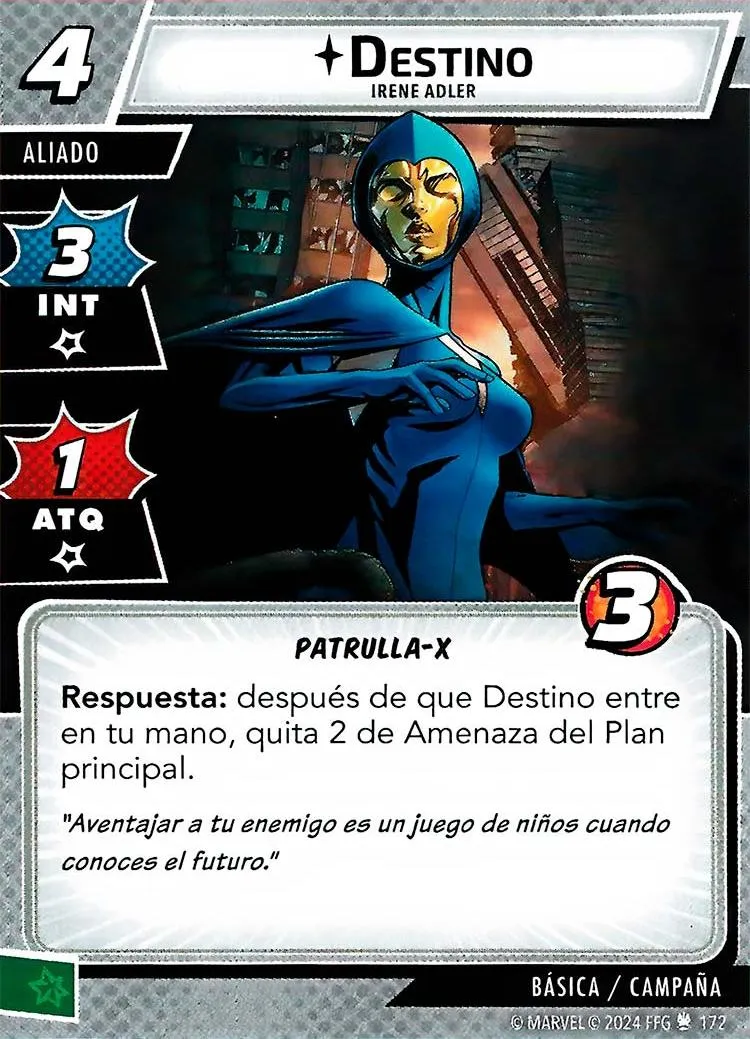 4
DESTINO
IRENE ADLER
ALIADO
3
INT
1
ATQ
3
PATRULLA-X
Respuesta: después de que Destino entre
en tu mano, quita 2 de Amenaza del Plan
principal.
"Aventajar a tu enemigo es un juego de niños cuando
conoces el futuro."
BÁSICA / CAMPAÑA
© MARVEL © 2024 FFG 172